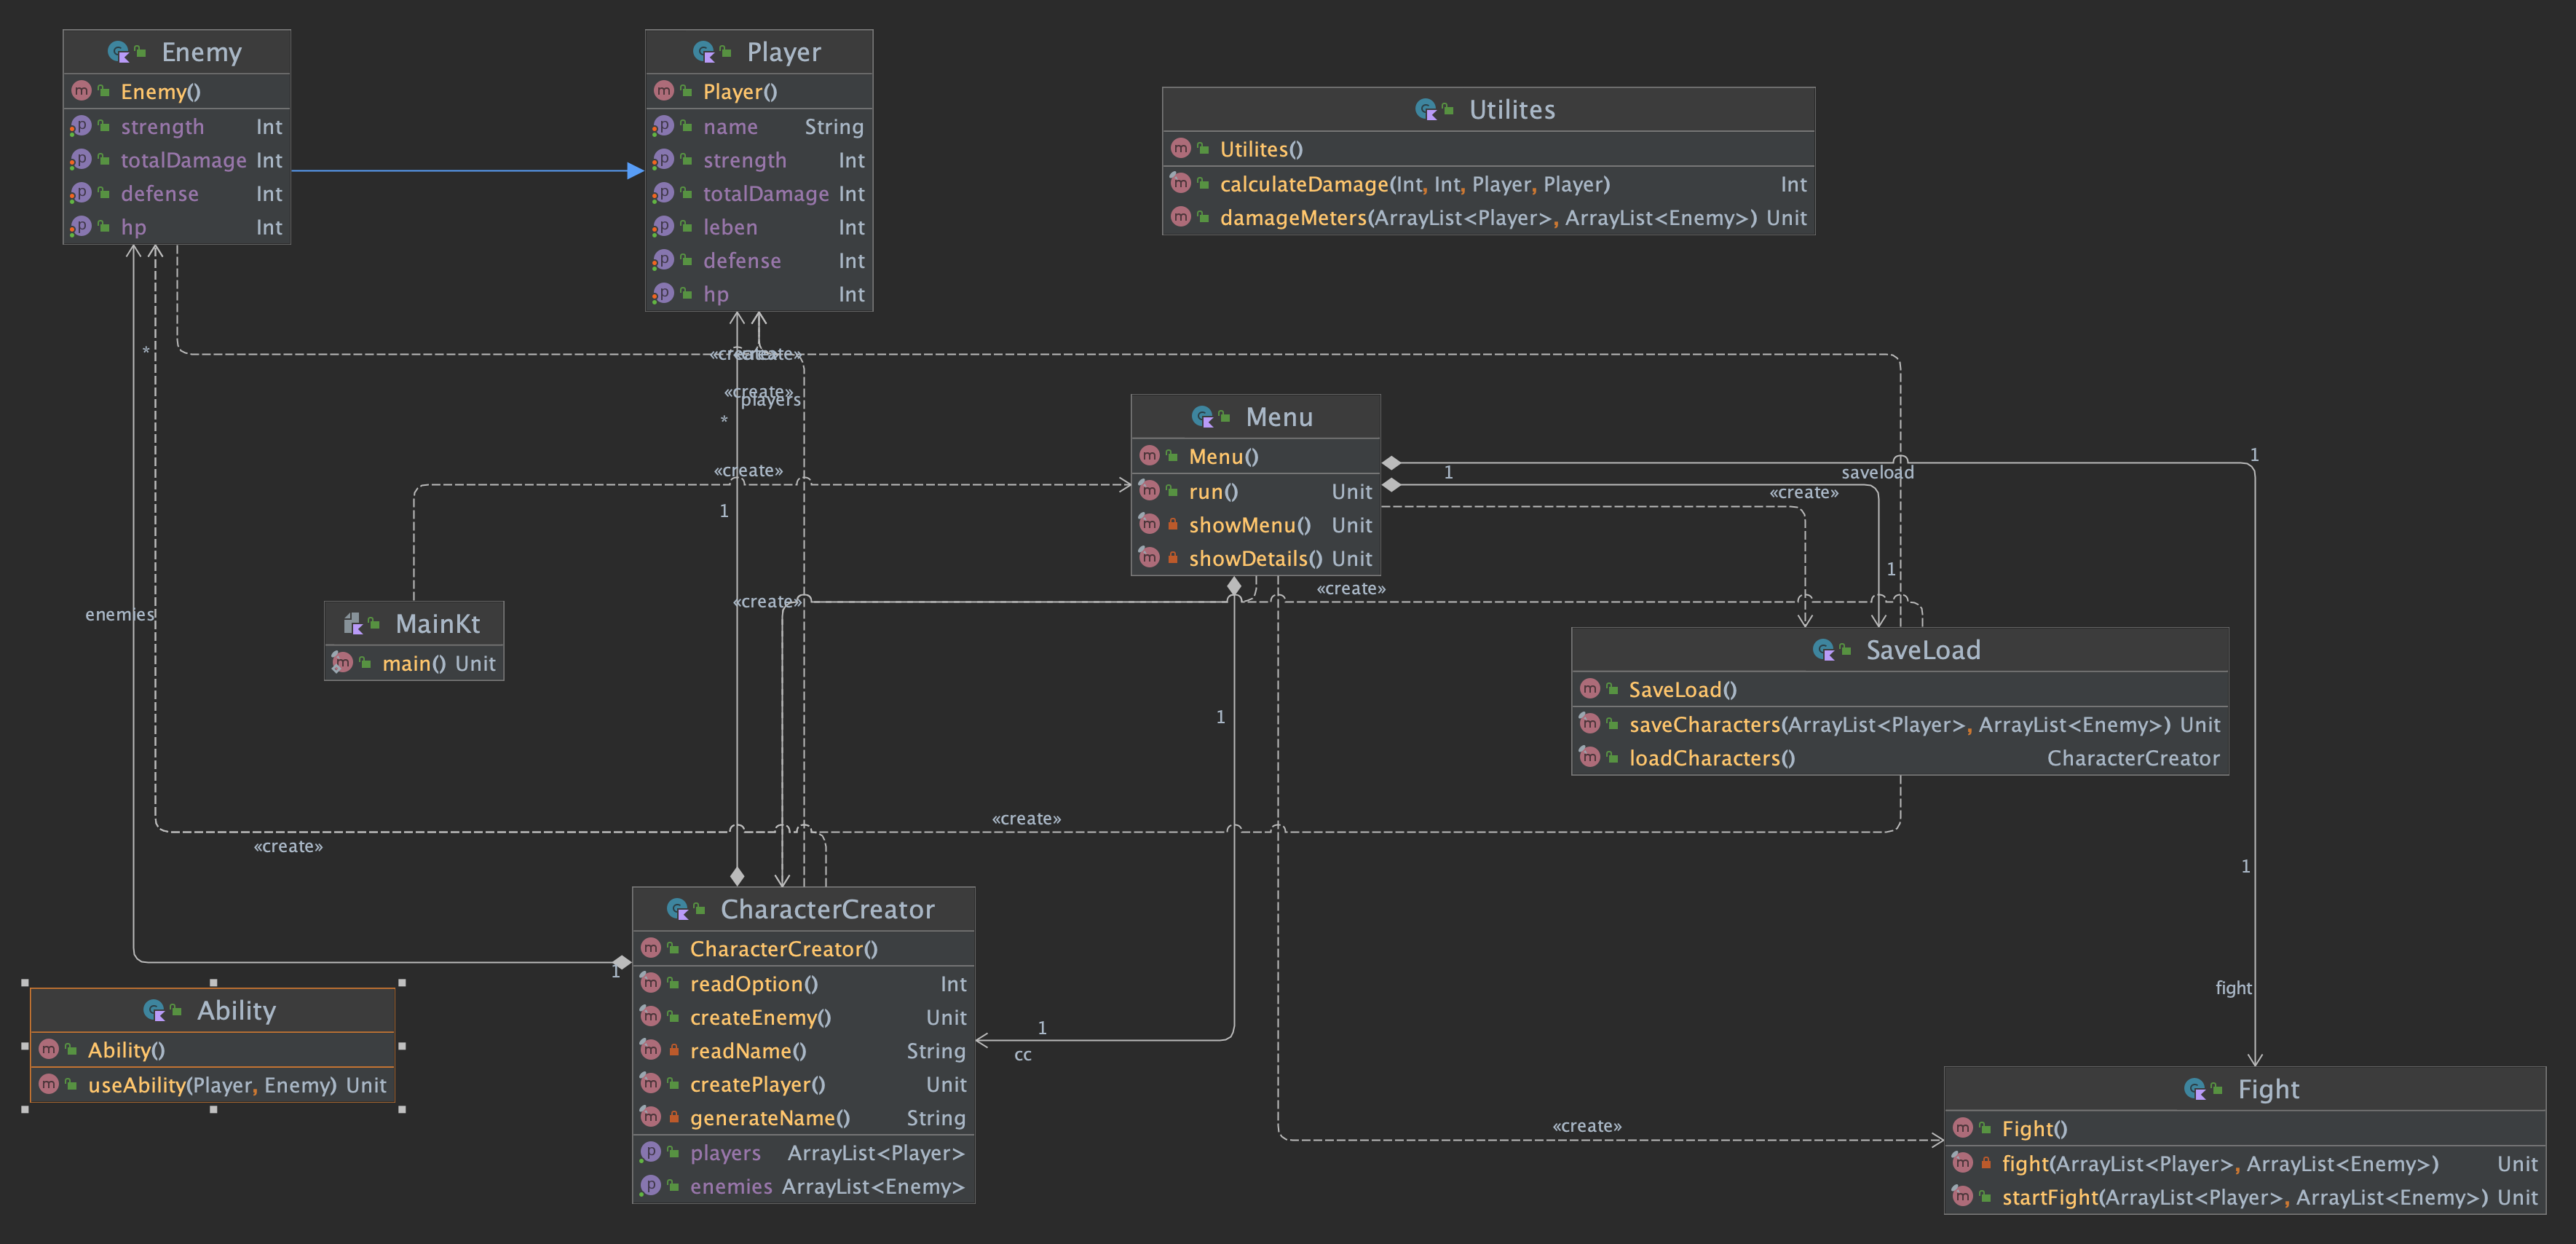 Enemy
Enemy()
strength Int
totalDamage Int
defense Int
hp Int
Player
Player()
name String
strength Int
totalDamage Int
leben Int
defense Int
hp Int
Utilites
Utilites()
calculateDamage(Int, Int, Player, Player) Int
damageMeters(ArrayList<Player>, ArrayList<Enemy>) Unit
*
«create»
«create»
«create»
players
*
«create»
1
Menu
Menu()
run() Unit
showMenu() Unit
showDetails() Unit
1
1
saveload
«create»
1
«create»
«create»
enemies
MainKt
main() Unit
SaveLoad
SaveLoad()
saveCharacters(ArrayList<Player>, ArrayList<Enemy>) Unit
loadCharacters() CharacterCreator
1
«create»
«create»
1
CharacterCreator
CharacterCreator()
readOption() Int
createEnemy() Unit
readName() String
createPlayer() Unit
generateName() String
players ArrayList<Player>
enemies ArrayList<Enemy>
1
Ability
Ability()
useAbility(Player, Enemy) Unit
1
cc
fight
«create»
Fight
Fight()
fight(ArrayList<Player>, ArrayList<Enemy>) Unit
startFight(ArrayList<Player>, ArrayList<Enemy>) Unit